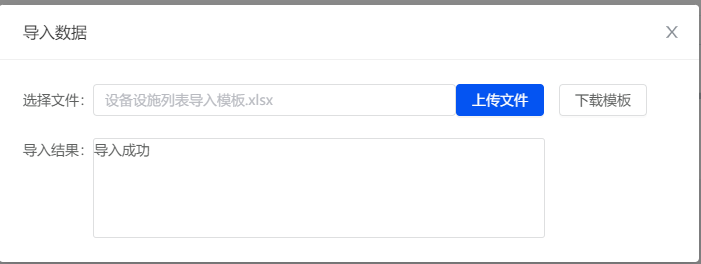 导入数据
X
选择文件：
设备设施列表导入模板.xlsx
上传文件
下载模板
导入结果：
导入成功